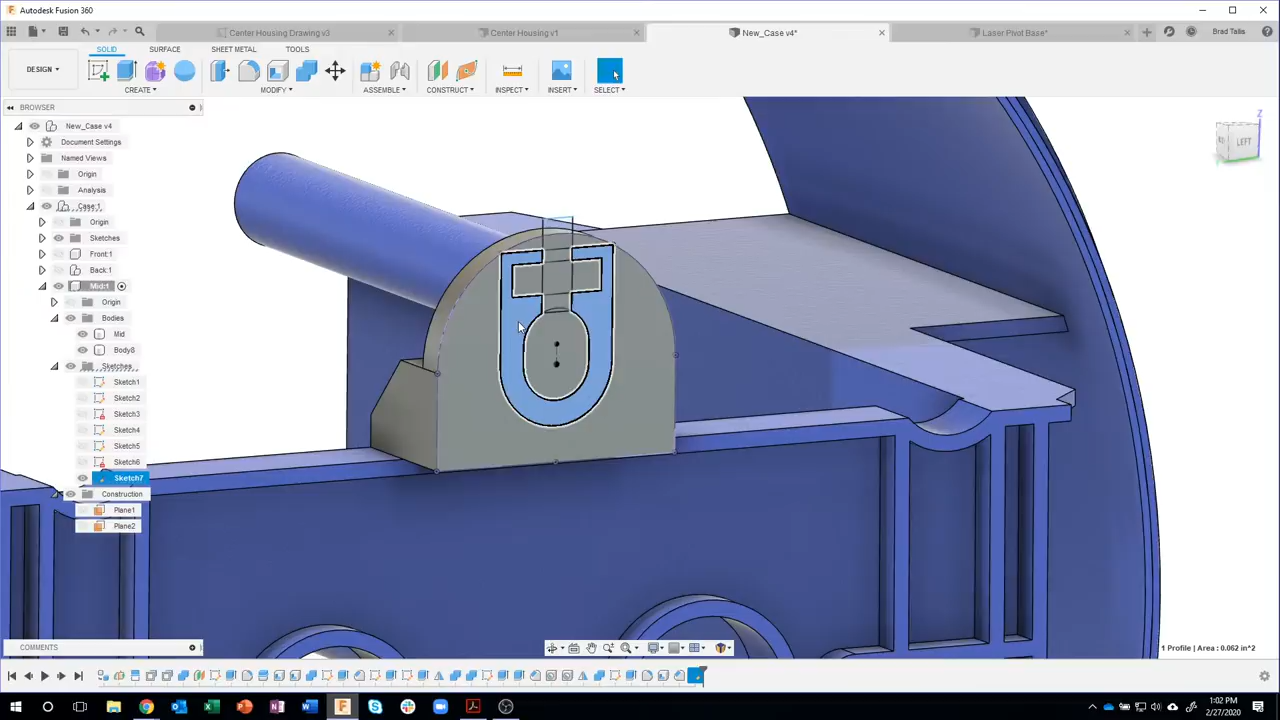 Autodesk Fusion 360
Center Housing Drawing v3
Center Housing v1
New_Case v4*
Laser Pivot Base*
Brad Tallis
SOLID
SURFACE
SHEET METAL
TOOLS
DESIGN
CREATE
MODIFY
ASSEMBLE
CONSTRUCT
INSPECT
INSERT
SELECT
BROWSER
New_Case v4
Document Settings
Named Views
Origin
Analysis
Case:1
Origin
Sketches
Front:1
Back:1
Mid:1
Origin
Bodies
Mid
Body8
Sketches
Sketch1
Sketch2
Sketch3
Sketch4
Sketch5
Sketch6
Sketch7
Construction
Plane1
Plane2
Z
LEFT
COMMENTS
1 Profile | Area : 0.062 in^2
1:02 PM
2/27/2020